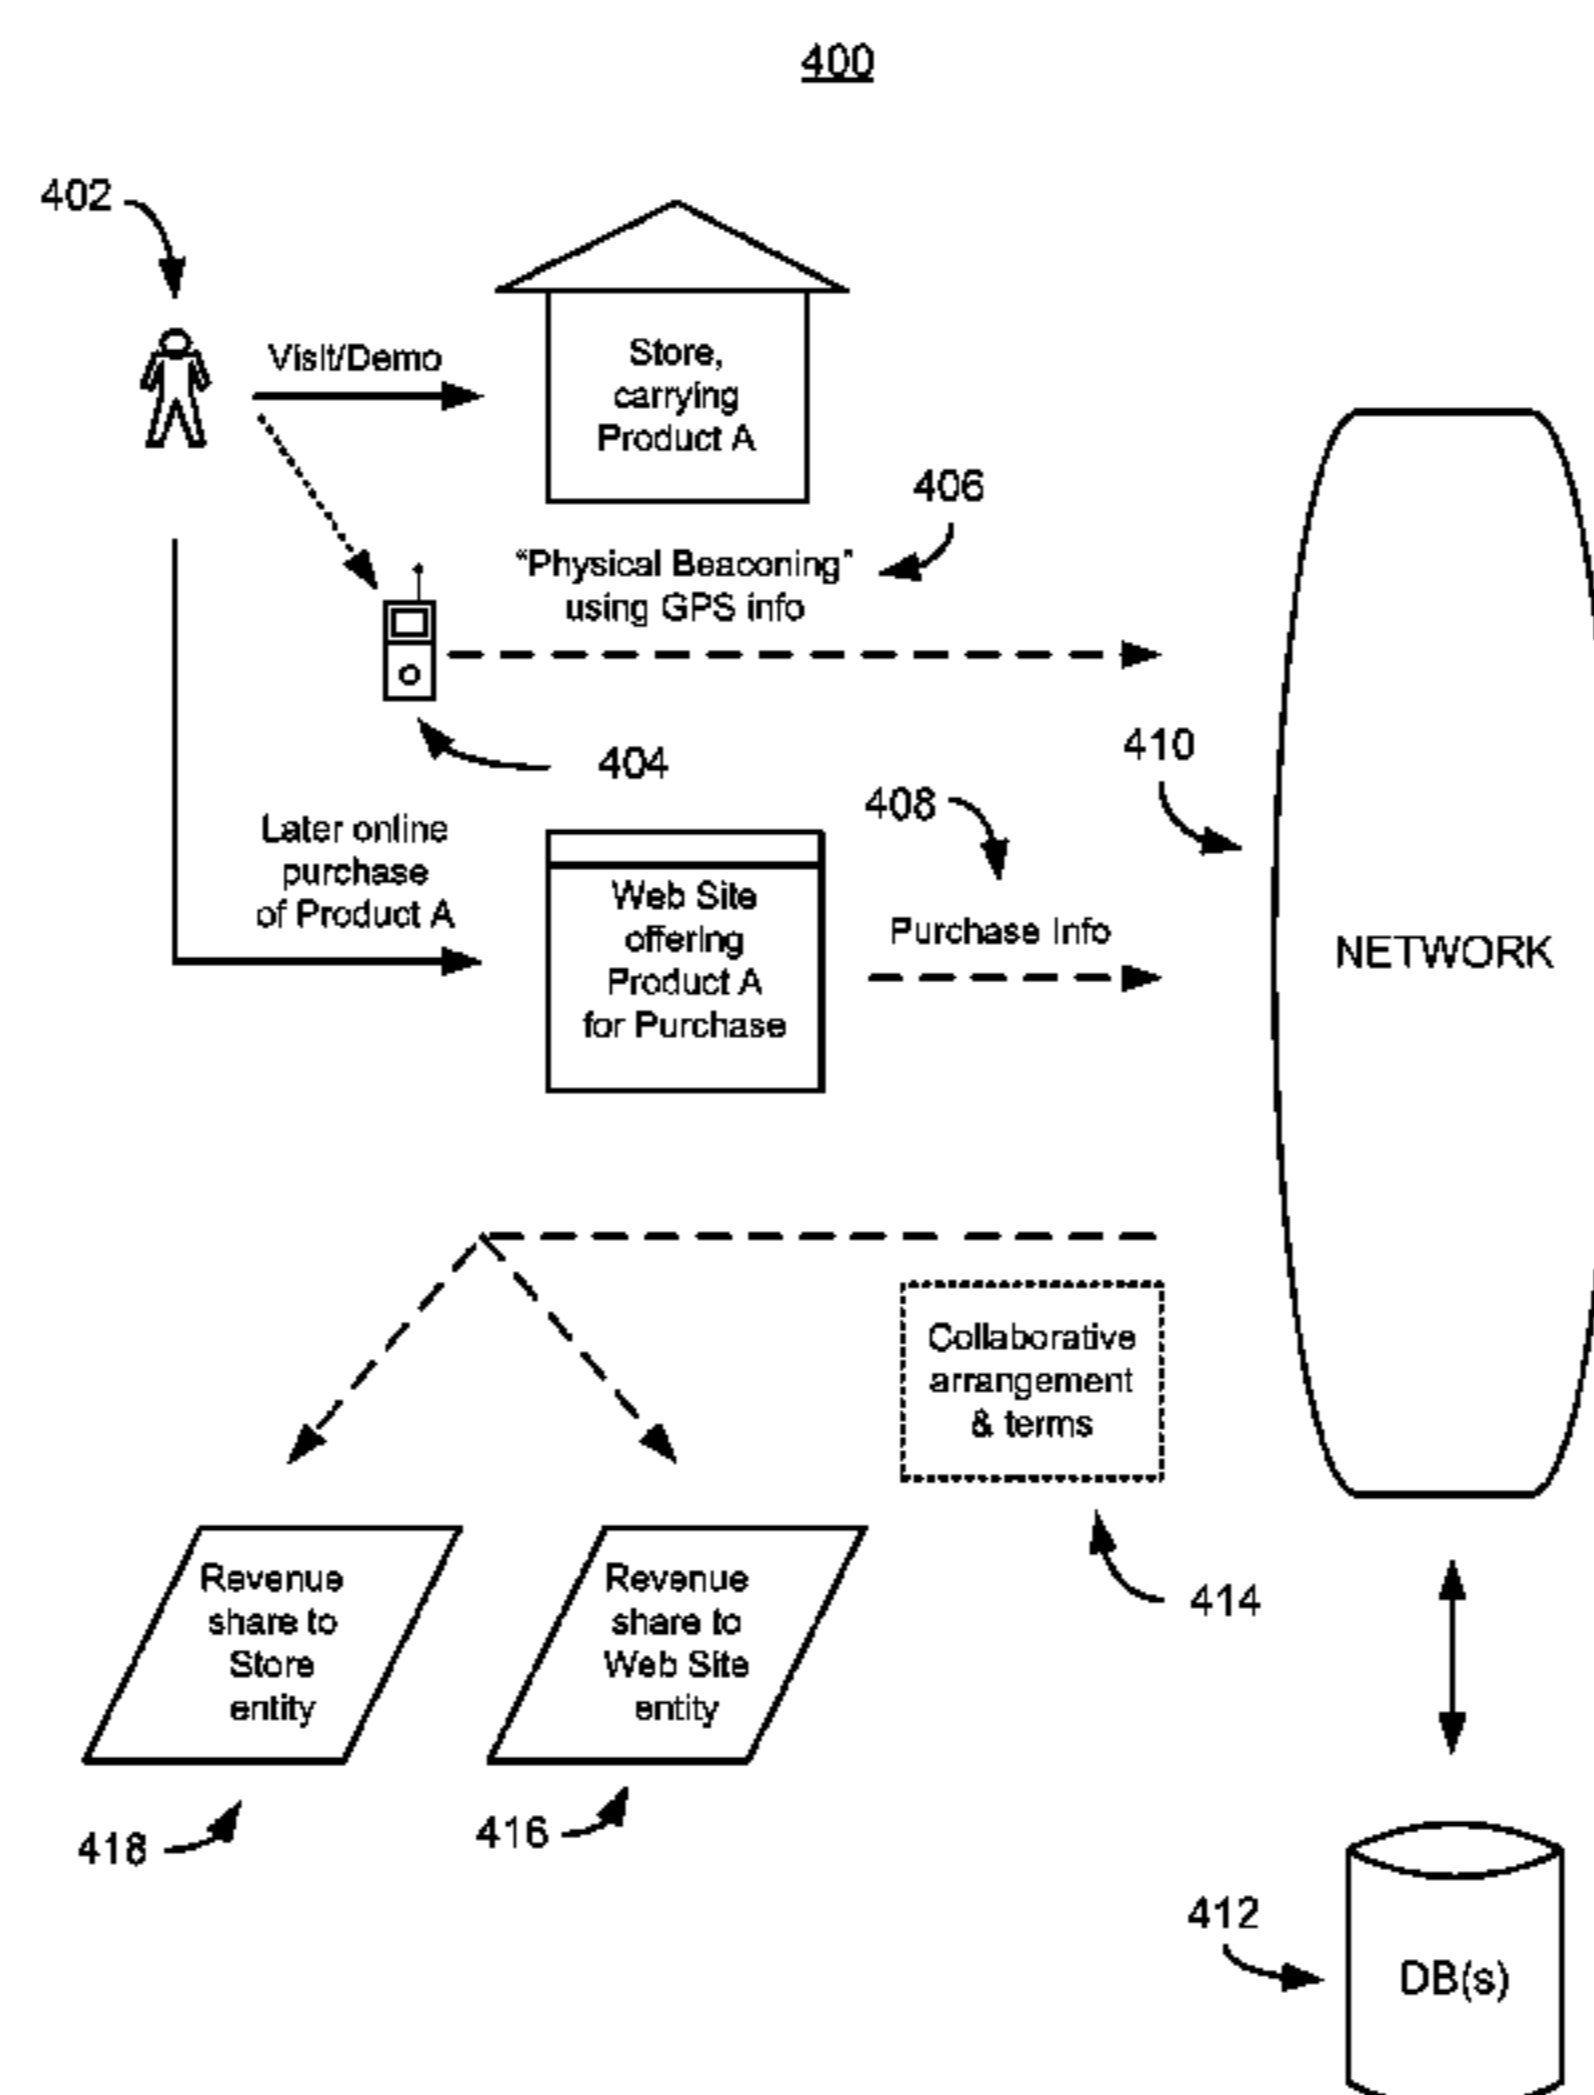 400
402
Visit/Demo
Store,
carrying
Product A
406
"Physical Beaconing"
using GPS info
404
410
408
Later online
purchase
of Product A
Web Site
offering
Product A
for Purchase
Purchase Info
NETWORK
Collaborative
arrangement
& terms
414
Revenue
share to
Store
entity
Revenue
share to
Web Site
entity
418
416
412
DB(s)